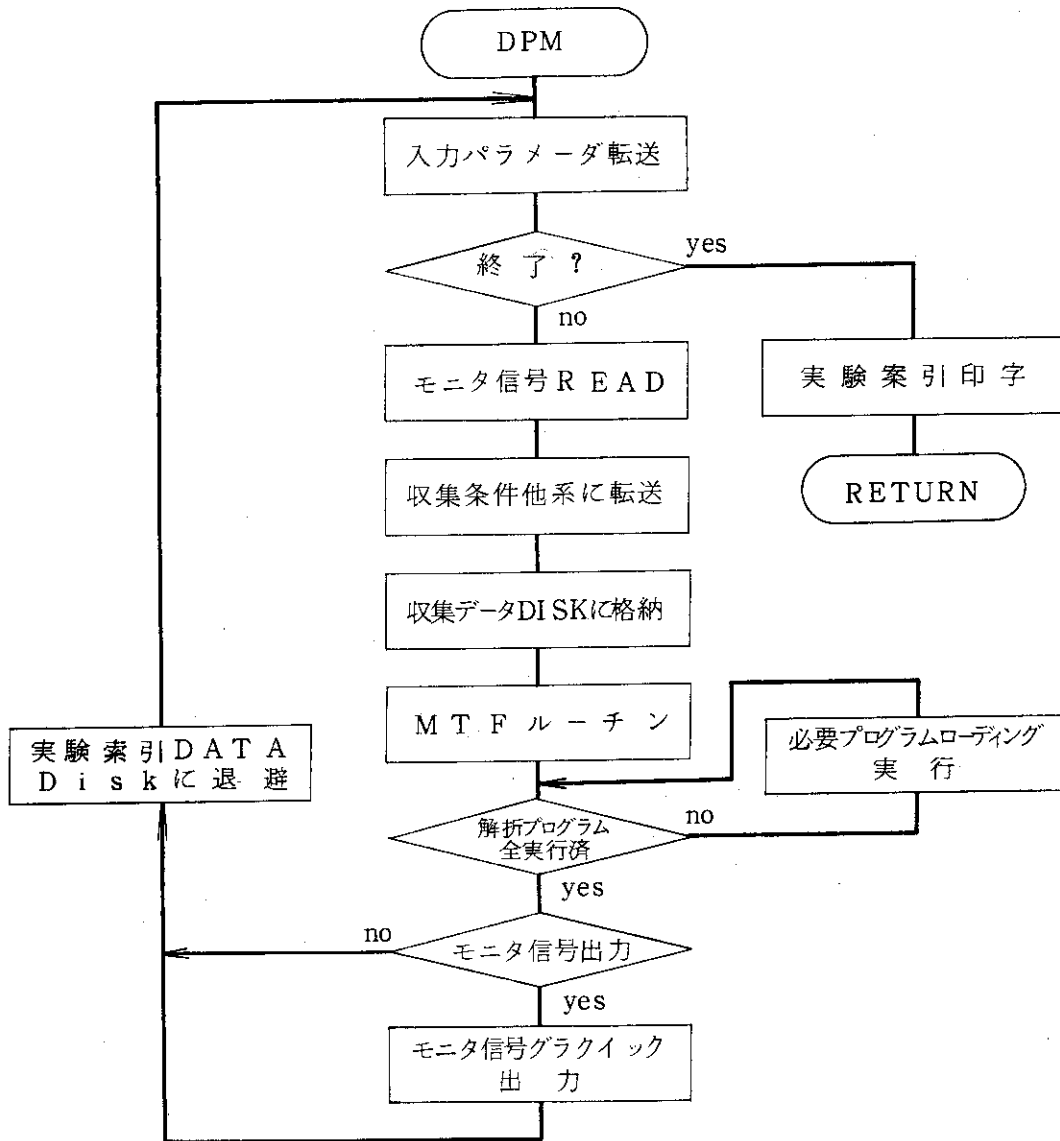 DPM
入力パラメーダ転送
終了?
yes
no
モニタ信号READ
実験案引印字
収集条件他系に転送
RETURN
収集データDISKに格納
MTFルーチン
実験索引DATA
Diskに退避
必要プログラムローディング
実行
解折プログラム
全実行済
no
yes
モニタ信号出力
no
yes
モニタ信号グラクイック
出力